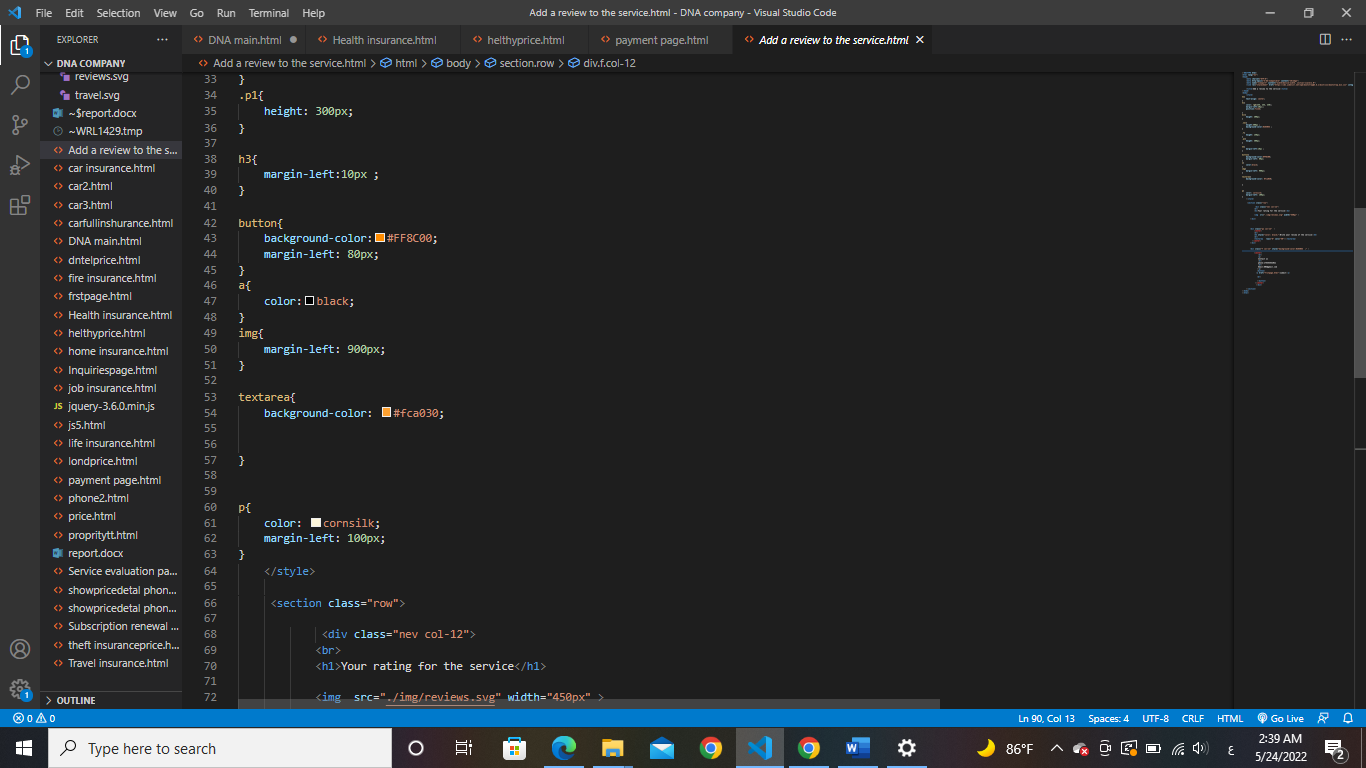 File Edit Selection View Go Run Terminal Help
Add a review to the service.html - DNA company - Visual Studio Code
EXPLORER
DNA main.html
Health insurance.html
helthyprice.html
payment page.html
Add a review to the service.html
DNA COMPANY
reviews.svg
travel.svg
~$report.docx
~WRL1429.tmp
Add a review to the s...
car insurance.html
car2.html
car3.html
carfullinshurance.html
DNA main.html
dntelprice.html
fire insurance.html
frstpage.html
Health insurance.html
helthyprice.html
home insurance.html
Inquiriespage.html
job insurance.html
JS jquery-3.6.0.min.js
js5.html
life insurance.html
londprice.html
payment page.html
phone2.html
price.html
propritytt.html
report.docx
Service evaluation pa...
showpricedetal phon...
showpricedetal phon...
Subscription renewal ...
theft insuranceprice.h...
Travel insurance.html
OUTLINE
1
1
Add a review to the service.html > html > body > section.row > div.f.col-12
33 }
34 .p1{
35 height: 300px;
36 }
37
38 h3{
39 margin-left:10px ;
40 }
41
42 button{
43 background-color:#FF8C00;
44 margin-left: 80px;
45 }
46 a{
47 color:black;
48 }
49 img{
50 margin-left: 900px;
51 }
52
53 textarea{
54 background-color: #fca030;
55
56
57 }
58
59
60 p{
61 color: cornsilk;
62 margin-left: 100px;
63 }
64 </style>
65
66 <section class="row">
67
68 <div class="nev col-12">
69 <br>
70 <h1>Your rating for the service</h1>
71
72 <img src="./img/reviews.svg" width="450px" >
0 0
Ln 90, Col 13 Spaces: 4 UTF-8 CRLF HTML Go Live
Type here to search
86°F
ع
2:39 AM
5/24/2022
2